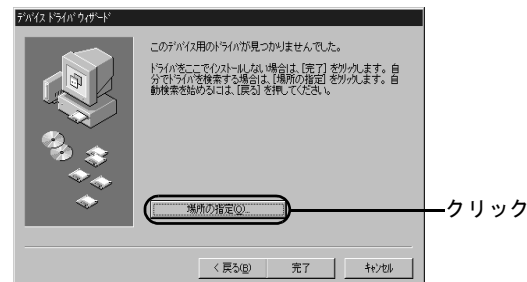 ﾃﾞﾊﾞｲｽ ﾄﾞﾗｲﾊﾞ ｳｨｻﾞｰﾄﾞ
このﾃﾞﾊﾞｲｽ用のﾄﾞﾗｲﾊﾞが見つかりませんでした。
ﾄﾞﾗｲﾊﾞをここでｲﾝｽﾄｰﾙしない場合は、[完了] をｸﾘｯｸします。自
分でﾄﾞﾗｲﾊﾞを検索する場合は、[場所の指定] をｸﾘｯｸします。自
動検索を始めるには、[戻る] を押してください。
場所の指定(O)...
クリック
< 戻る(B)
完了
ｷｬﾝｾﾙ